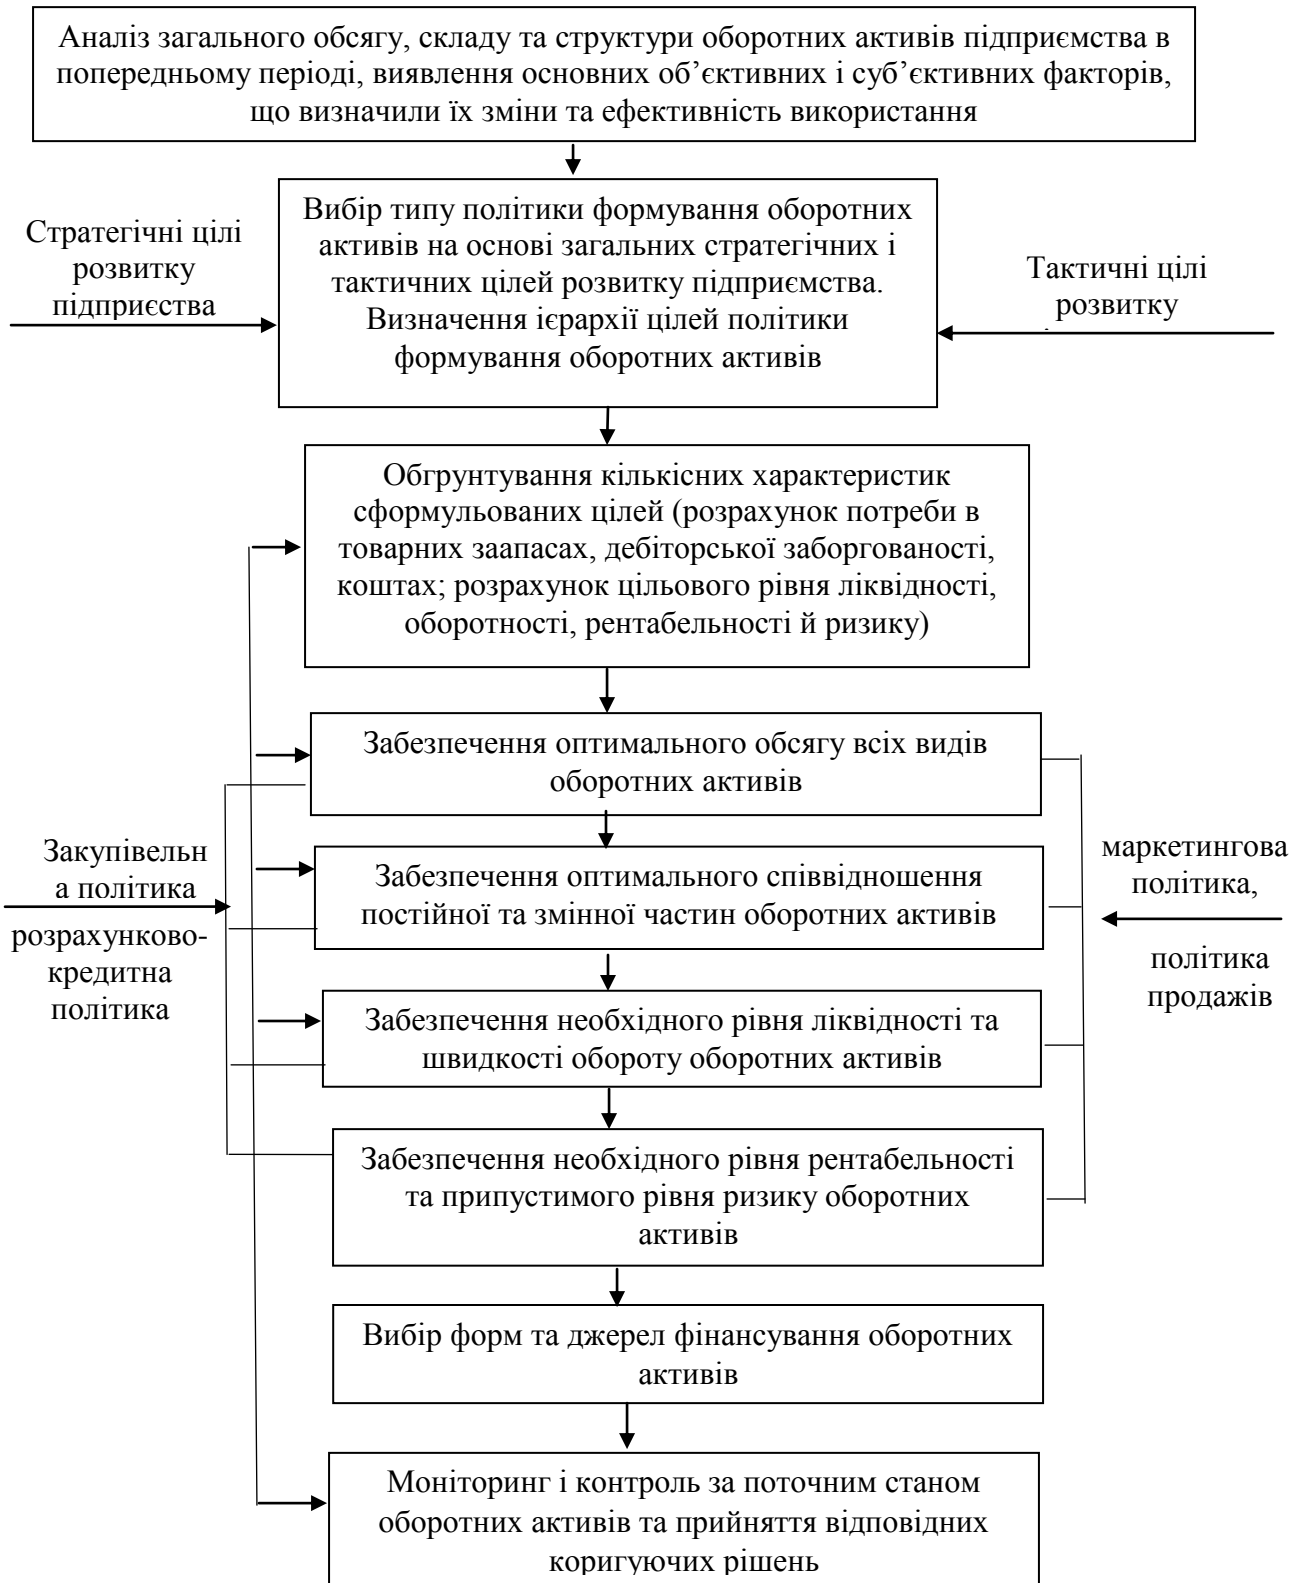 Аналіз загального обсягу, складу та структури оборотних активів підприємства в
попередньому періоді, виявлення основних об’єктивних і суб’єктивних факторів,
що визначили їх зміни та ефективність використання
Вибір типу політики формування оборотних
активів на основі загальних стратегічних і
тактичних цілей розвитку підприємства.
Визначення ієрархії цілей політики
формування оборотних активів
Стратегічні цілі
розвитку
підприєства
Тактичні цілі
розвитку
Обгрунтування кількісних характеристик
сформульованих цілей (розрахунок потреби в
товарних заапасах, дебіторської заборгованості,
коштах; розрахунок цільового рівня ліквідності,
оборотності, рентабельності й ризику)
Забезпечення оптимального обсягу всіх видів
оборотних активів
Закупівельн
а політика
розрахунково-
кредитна
політика
Забезпечення оптимального співвідношення
постійної та змінної частин оборотних активів
маркетингова
політика,
політика
продажів
Забезпечення необхідного рівня ліквідності та
швидкості обороту оборотних активів
Забезпечення необхідного рівня рентабельності
та припустимого рівня ризику оборотних
активів
Вибір форм та джерел фінансування оборотних
активів
Моніторинг і контроль за поточним станом
оборотних активів та прийняття відповідних
коригуючих рішень